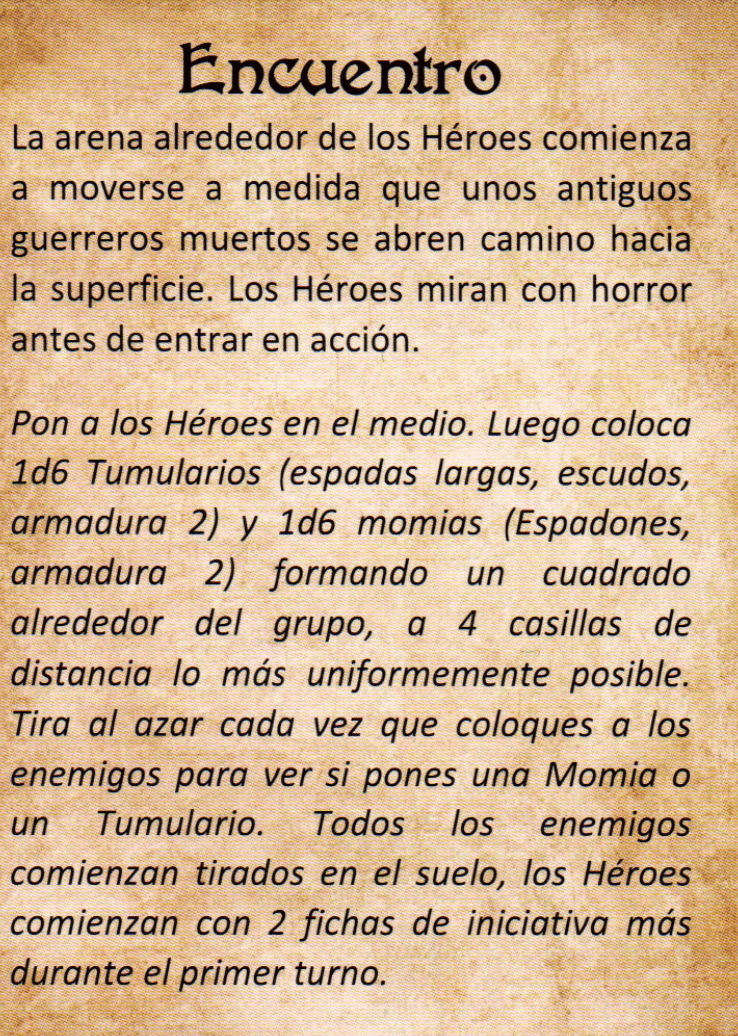 Encuentro
La arena alrededor de los Héroes comienza
a moverse a medida que unos antiguos
guerreros muertos se abren camino hacia
la superficie. Los Héroes miran con horror
antes de entrar en acción.
Pon a los Héroes en el medio. Luego coloca
1d6 Tumularios (espadas largas, escudos,
armadura 2) y 1d6 momias (Espadones,
armadura 2) formando un cuadrado
alrededor del grupo, a 4 casillas de
distancia lo más uniformemente posible.
Tira al azar cada vez que coloques a los
enemigos para ver si pones una Momia o
un Tumulario. Todos los enemigos
comienzan tirados en el suelo, los Héroes
comienzan con 2 fichas de iniciativa más
durante el primer turno.